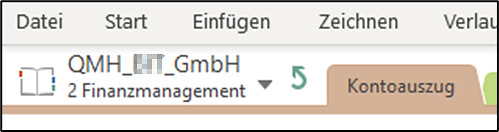 Datei Start Einfügen Zeichnen Verlau
QMH_ _GmbH
2 Finanzmanagement
Kontoauszug